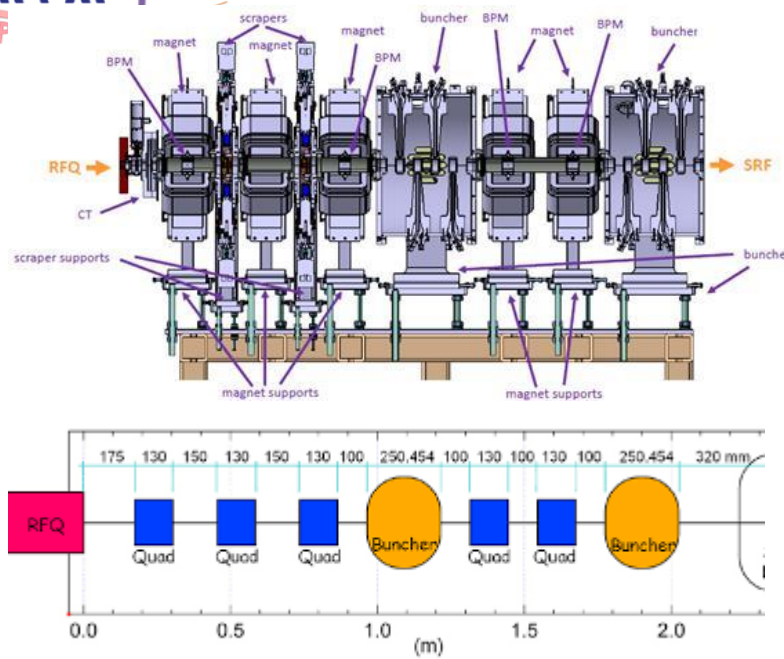 scrapers
magnet
magnet
magnet
BPM
BPM
buncher
BPM
magnet
BPM
buncher
RFQ
SRF
CT
scraper supports
bunche
magnet supports
magnet supports
175 130 150 130 150 130 100 250.454 100 130 100 130 100 250.454 320 mm
RFQ
Quad
Quad
Quad
Buncher
Quad
Quad
Buncher
0.0 0.5 1.0 1.5 2.0
(m)